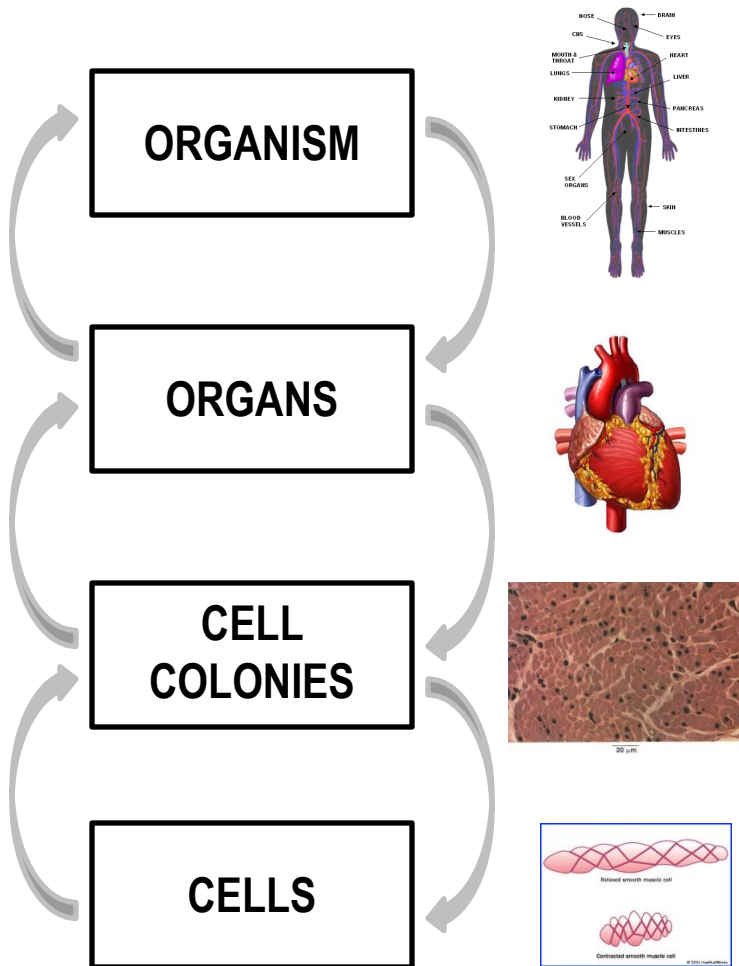 NOSE
BRAIN
CNS
EYES
MOUTH &
THROAT
HEART
LUNGS
LIVER
KIDNEY
PANCREAS
STOMACH
INTESTINES
SEX
ORGANS
SKIN
BLOOD
VESSELS
MUSCLES
ORGANISM
ORGANS
CELL
COLONIES
20 μm
CELLS
Relaxed smooth muscle cell
Contracted smooth muscle cell